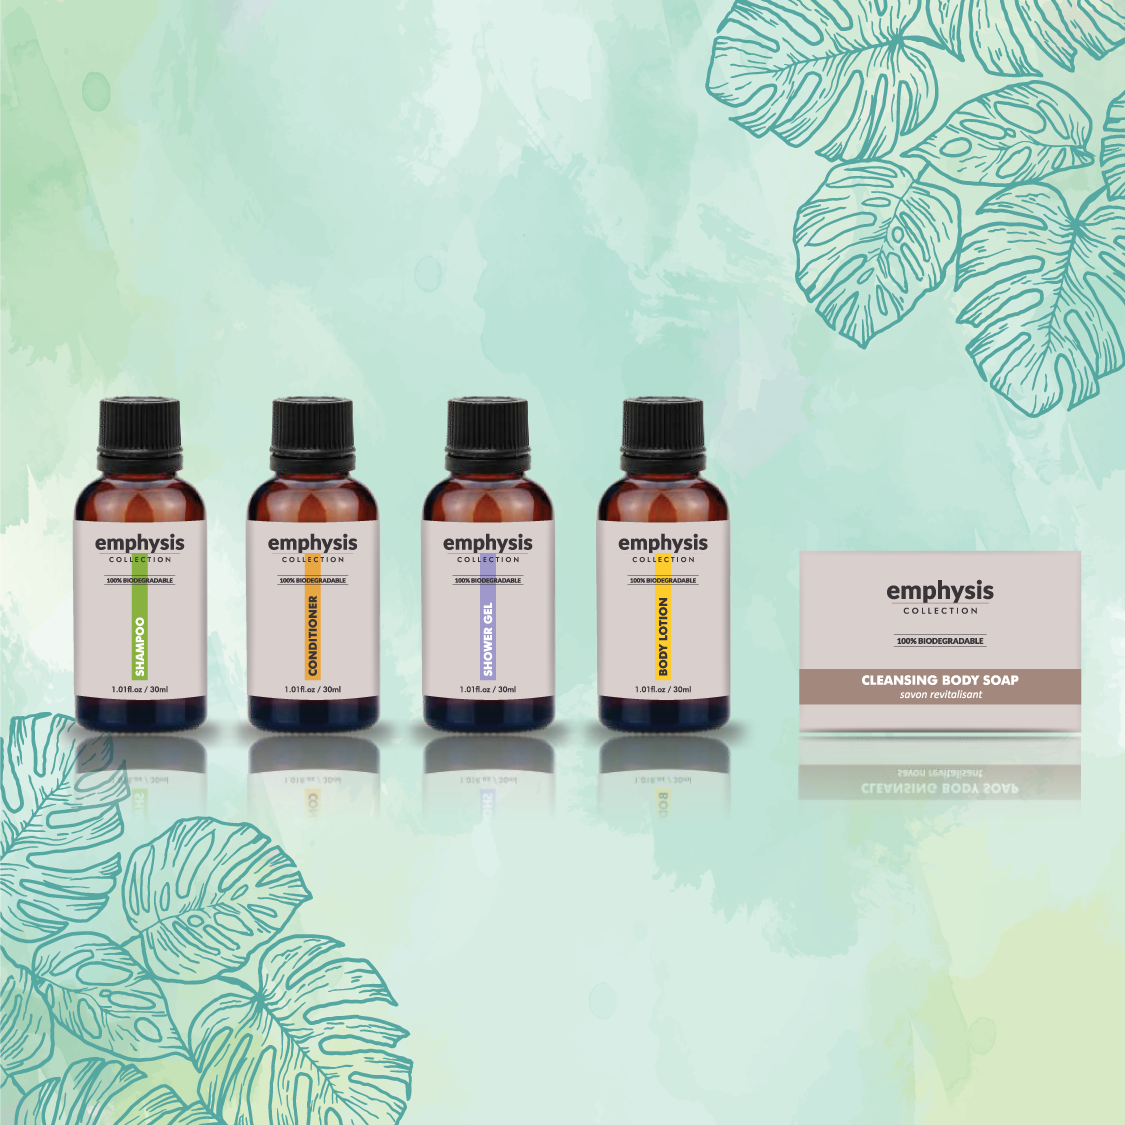 emphysis
COLLECTION
100% BIODEGRADABLE
SHAMPOO
1.01fl.oz / 30ml
emphysis
COLLECTION
100% BIODEGRADABLE
CONDITIONER
1.01fl.oz / 30ml
emphysis
COLLECTION
100% BIODEGRADABLE
SHOWER GEL
1.01fl.oz / 30ml
emphysis
COLLECTION
100% BIODEGRADABLE
BODY LOTION
1.01fl.oz / 30ml
emphysis
COLLECTION
100% BIODEGRADABLE
CLEANSING BODY SOAP
savon revitalisant